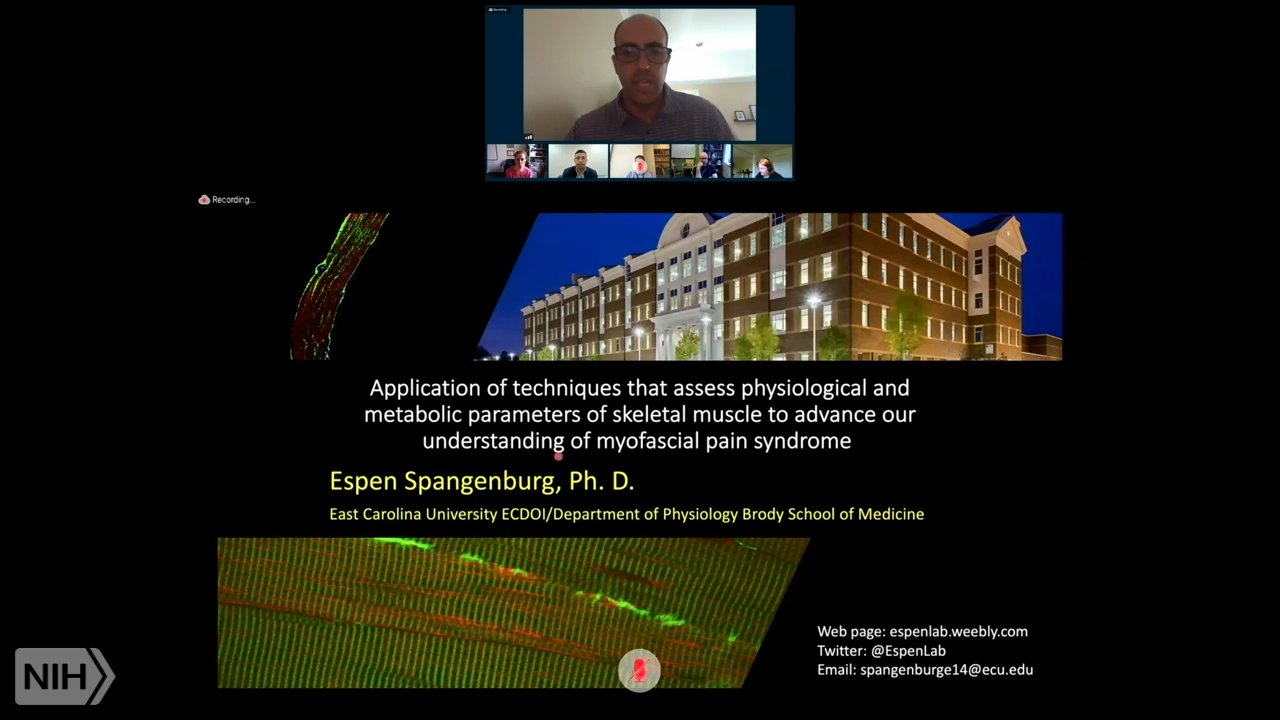 Recording...
Recording...
Application of techniques that assess physiological and
metabolic parameters of skeletal muscle to advance our
understanding of myofascial pain syndrome
Espen Spangenburg, Ph. D.
East Carolina University ECDOI/Department of Physiology Brody School of Medicine
Web page: espenlab.weebly.com
Twitter: @EspenLab
Email: spangenburge14@ecu.edu
NIH